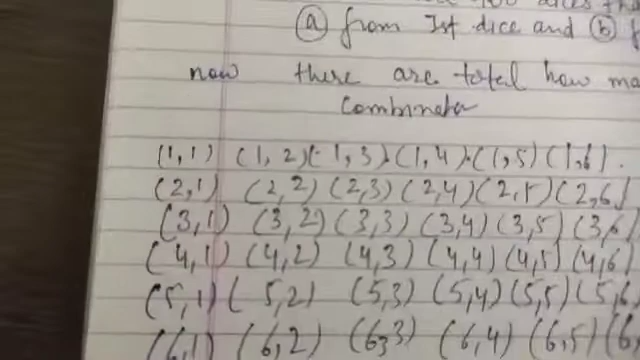 dices
(a) from Ist dice and (b)
now there are total how
Combinate
(1,1) (1,2) (1,3) (1,4) (1,5) (1,6).
(2,1) (2,2) (2,3) (2,4) (2,5) (2,6)
(3,1) (3,2) (3,3) (3,4) (3,5) (3,6)
(4,1) (4,2) (4,3) (4,4) (4,5) (4,6)
(5,1) (5,2) (5,3) (5,4) (5,5) (5,6
(6,1) (6,2) (6,3) (6,4) (6,5) (6,